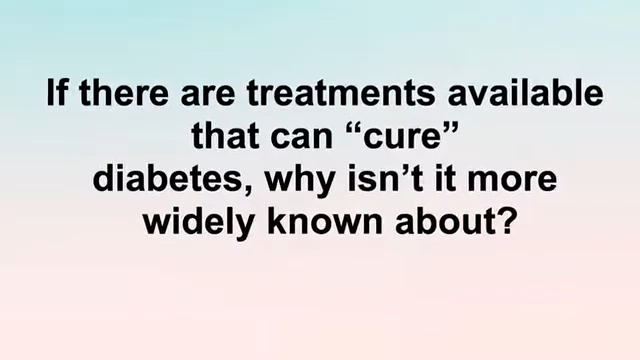 If there are treatments available
that can “cure”
diabetes, why isn’t it more
widely known about?